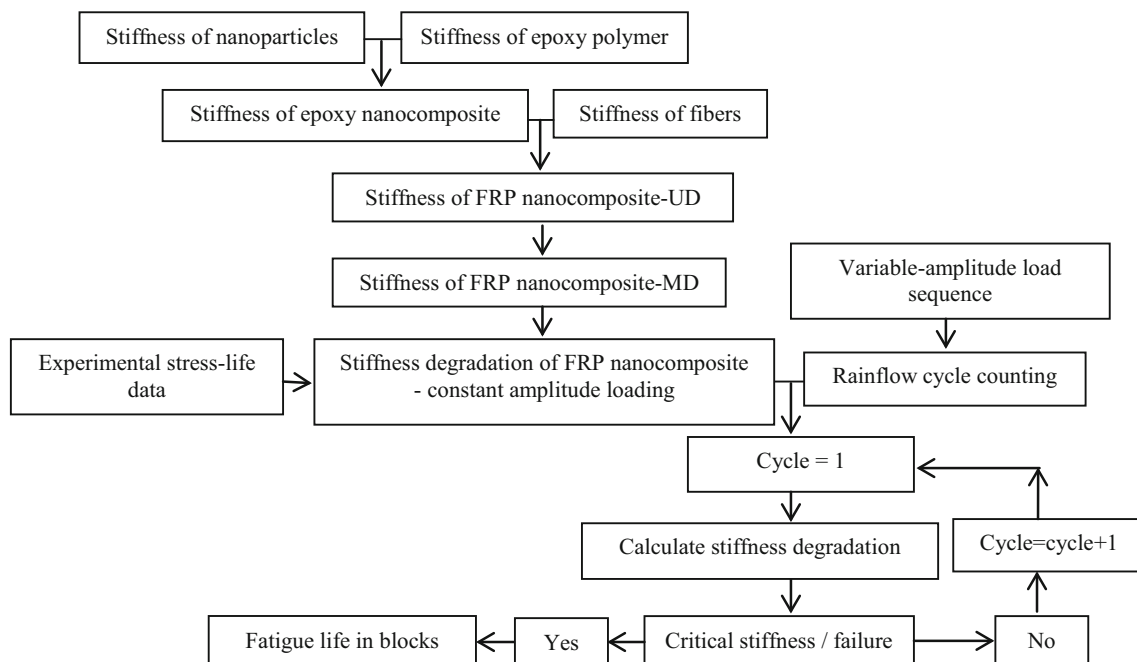 Stiffness of nanoparticles
Stiffness of epoxy polymer
Stiffness of epoxy nanocomposite
Stiffness of fibers
Stiffness of FRP nanocomposite-UD
Stiffness of FRP nanocomposite-MD
Variable-amplitude load
sequence
Experimental stress-life
data
Stiffness degradation of FRP nanocomposite
- constant amplitude loading
Rainflow cycle counting
Cycle = 1
Calculate stiffness degradation
Cycle=cycle+1
Fatigue life in blocks
Yes
Critical stiffness / failure
No